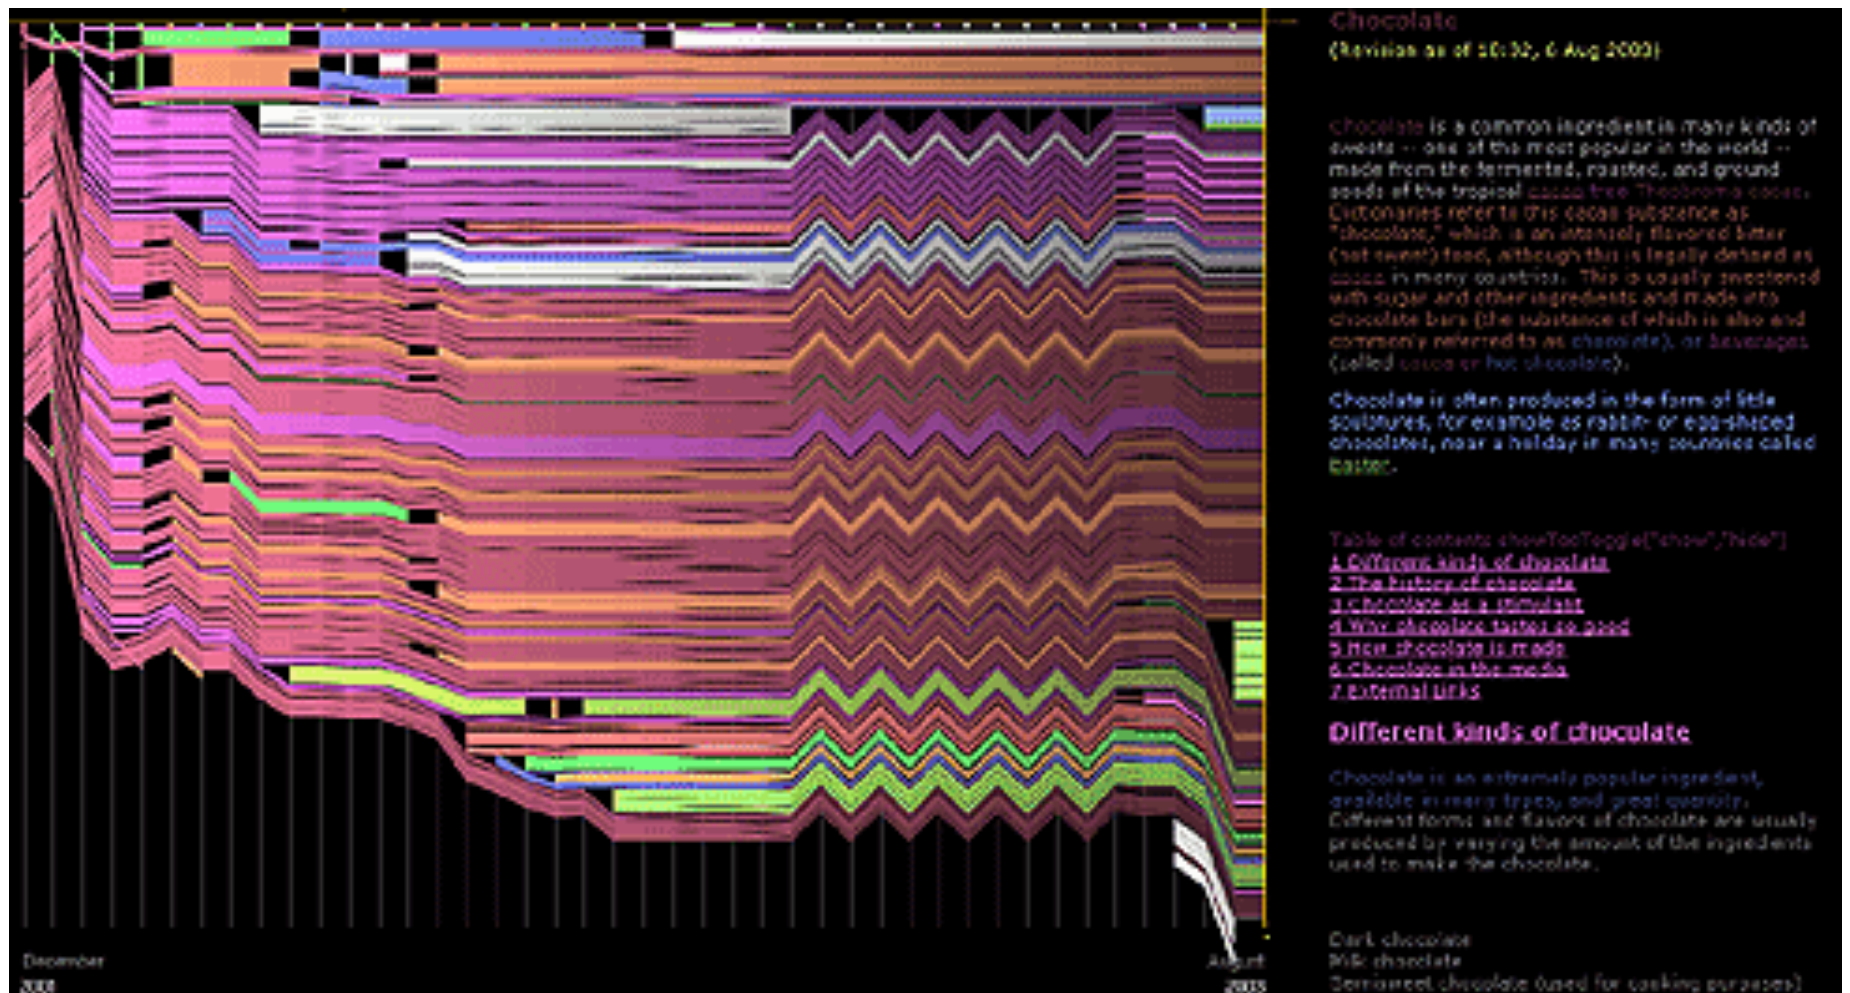 Chocolate
(Revision as of 10:32, 6 Aug 2003)
Chocolate is a common ingredient in many kinds of
sweets -- one of the most popular in the world --
made from the fermented, roasted, and ground
seeds of the tropical cacao tree Theobroma cacao.
Dictionaries refer to this cacao substance as
"chocolate," which is an intensely flavored bitter
(not sweet) food, although this is legally defined as
cocoa in many countries. This is usually sweetened
with sugar and other ingredients and made into
chocolate bars (the substance of which is also and
commonly referred to as chocolate), or beverages
(called cocoa or hot chocolate).
Chocolate is often produced in the form of little
sculptures, for example as rabbit- or egg-shaped
chocolates, near a holiday in many countries called
Easter.
Table of contents showTocToggle("show","hide")
1 Different kinds of chocolate
2 The history of chocolate
3 Chocolate as a stimulant
4 Why chocolate tastes so good
5 How chocolate is made
6 Chocolate in the media
7 External Links
Different kinds of chocolate
Chocolate is an extremely popular ingredient,
available in many types, and great quantity.
Different forms and flavors of chocolate are usually
produced by varying the amount of the ingredients
used to make the chocolate.
Dark chocolate
Milk chocolate
Semisweet chocolate (used for cooking purposes)
December
2001
August
2003